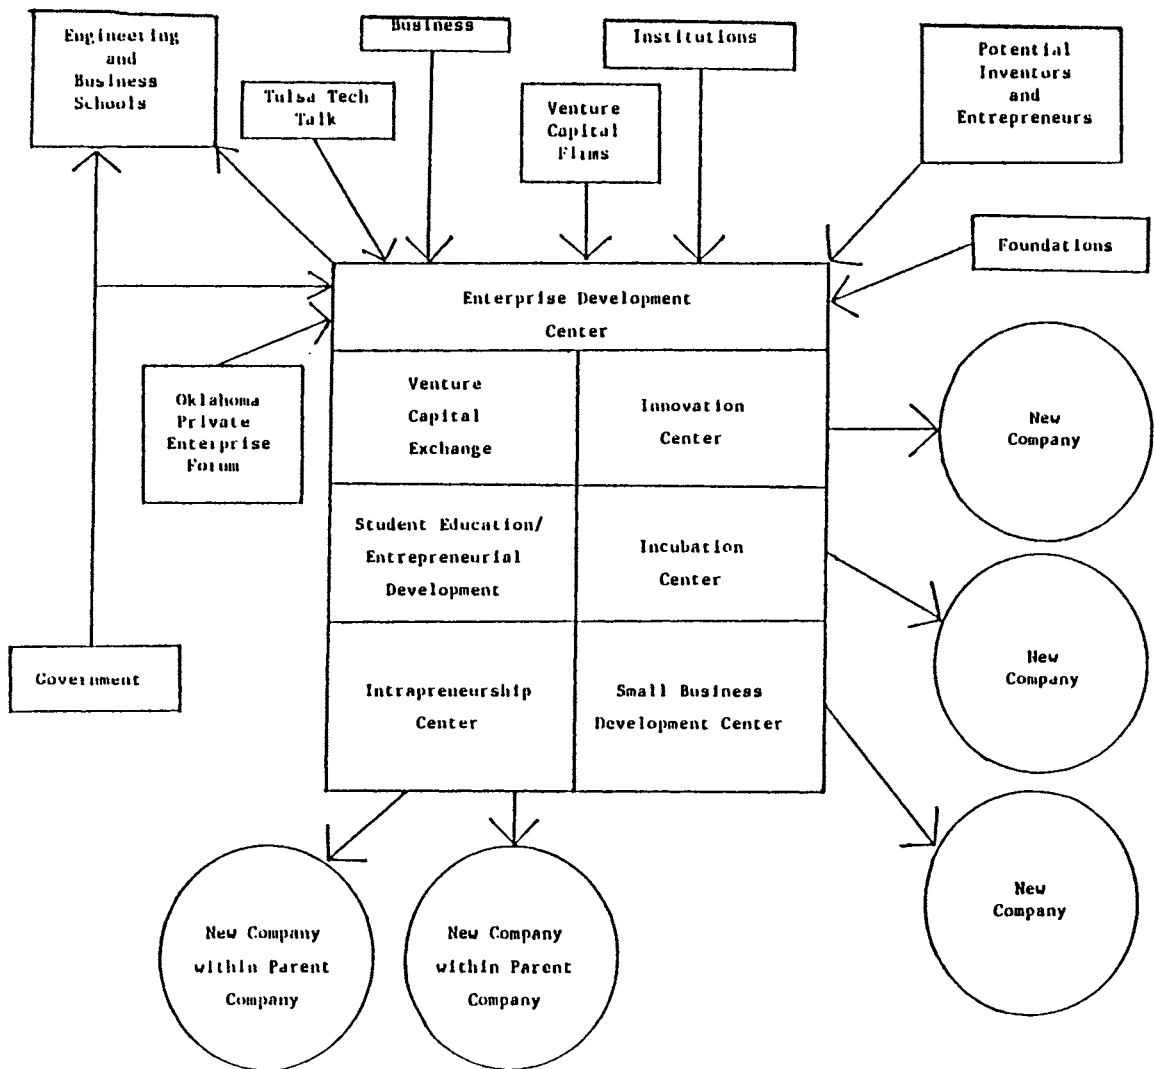 Engineering
and
Business
Schools
Business
Institutions
Potential
Inventors
and
Entrepreneurs
Tulsa Tech
Talk
Venture
Capital
Firms
Foundations
Enterprise Development
Center
Oklahoma
Private
Enterprise
Forum
Venture
Capital
Exchange
Innovation
Center
New
Company
Student Education/
Entrepreneurial
Development
Incubation
Center
New
Company
Government
Intrapreneurship
Center
Small Business
Development Center
New
Company
New Company
within Parent
Company
New Company
within Parent
Company